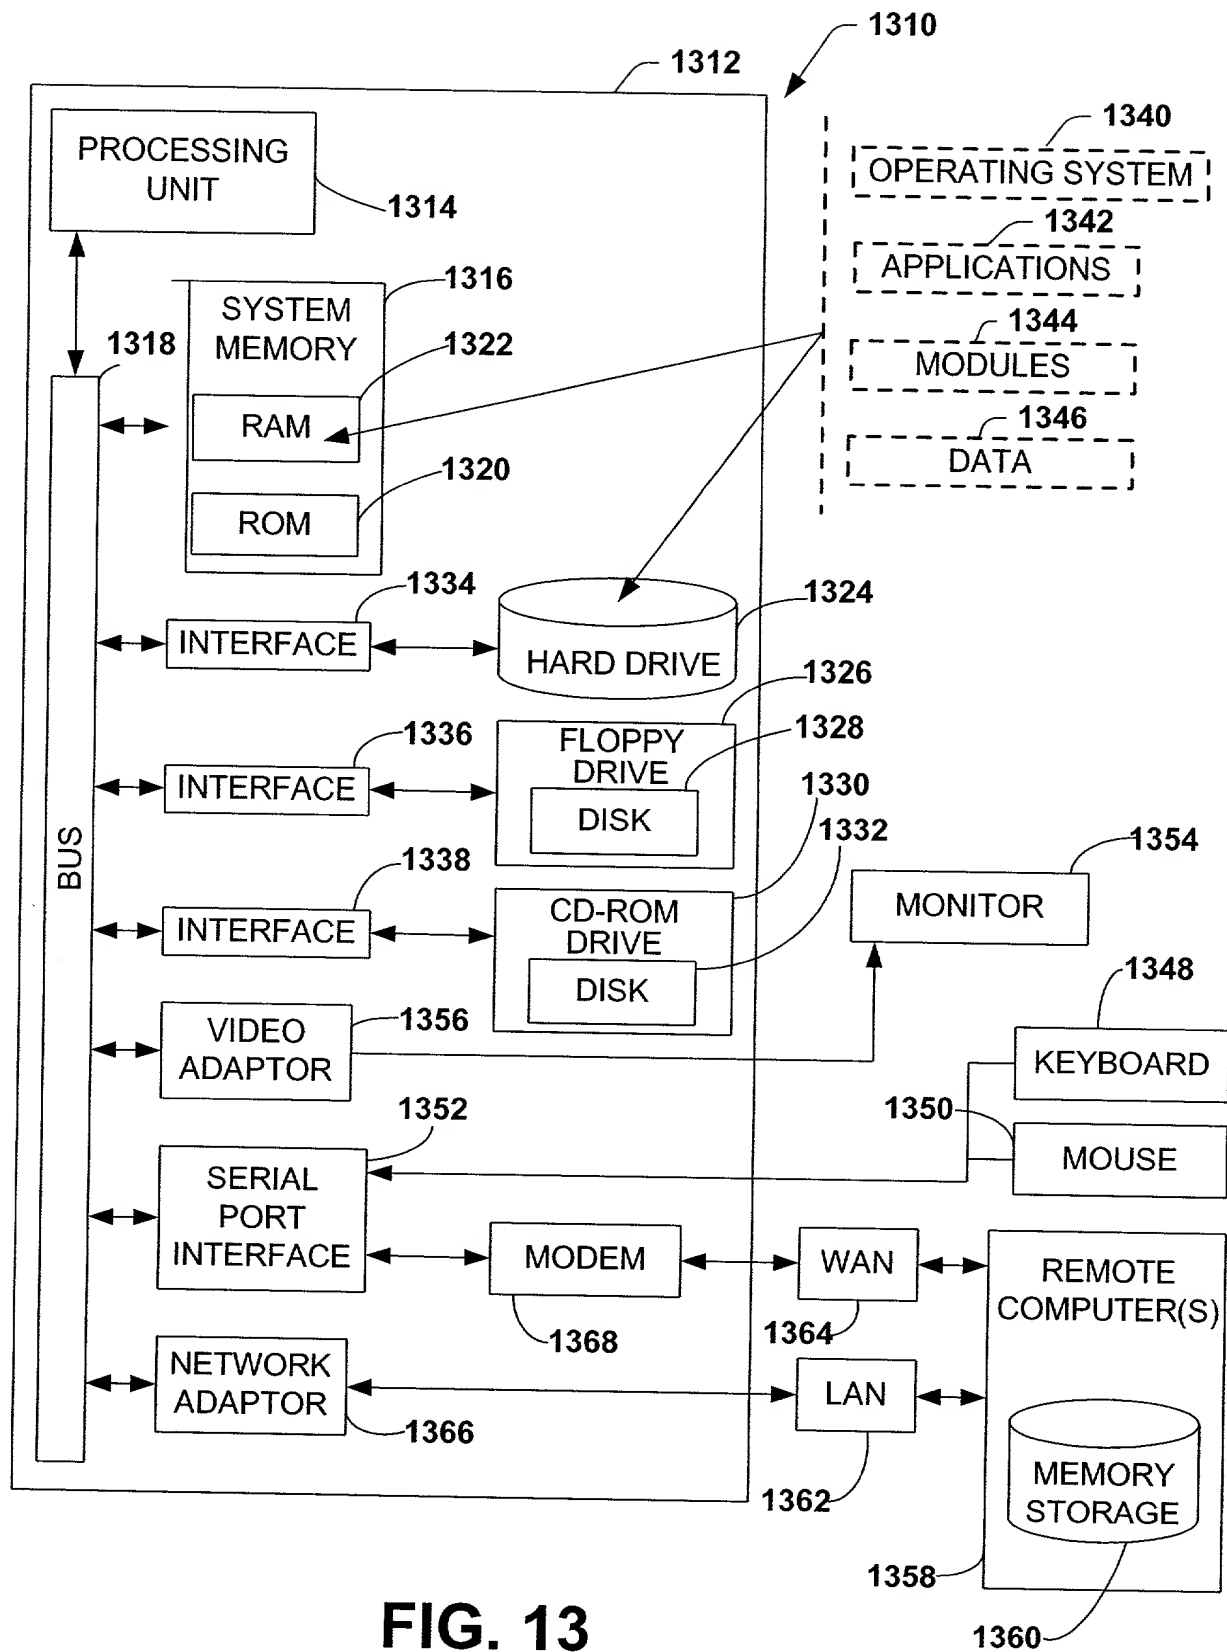 1310
1312
PROCESSING
UNIT
1314
1340
OPERATING SYSTEM
1342
APPLICATIONS
1344
MODULES
1346
DATA
1316
SYSTEM
MEMORY
1318
1322
RAM
1320
ROM
1334
INTERFACE
1324
HARD DRIVE
1326
1336
INTERFACE
FLOPPY
DRIVE
1328
DISK
1330
1332
BUS
1338
INTERFACE
CD-ROM
DRIVE
DISK
1354
MONITOR
1356
VIDEO
ADAPTOR
1348
KEYBOARD
1350
MOUSE
1352
SERIAL
PORT
INTERFACE
MODEM
1368
WAN
1364
REMOTE
COMPUTER(S)
NETWORK
ADAPTOR
1366
LAN
1362
MEMORY
STORAGE
1358
1360
FIG. 13